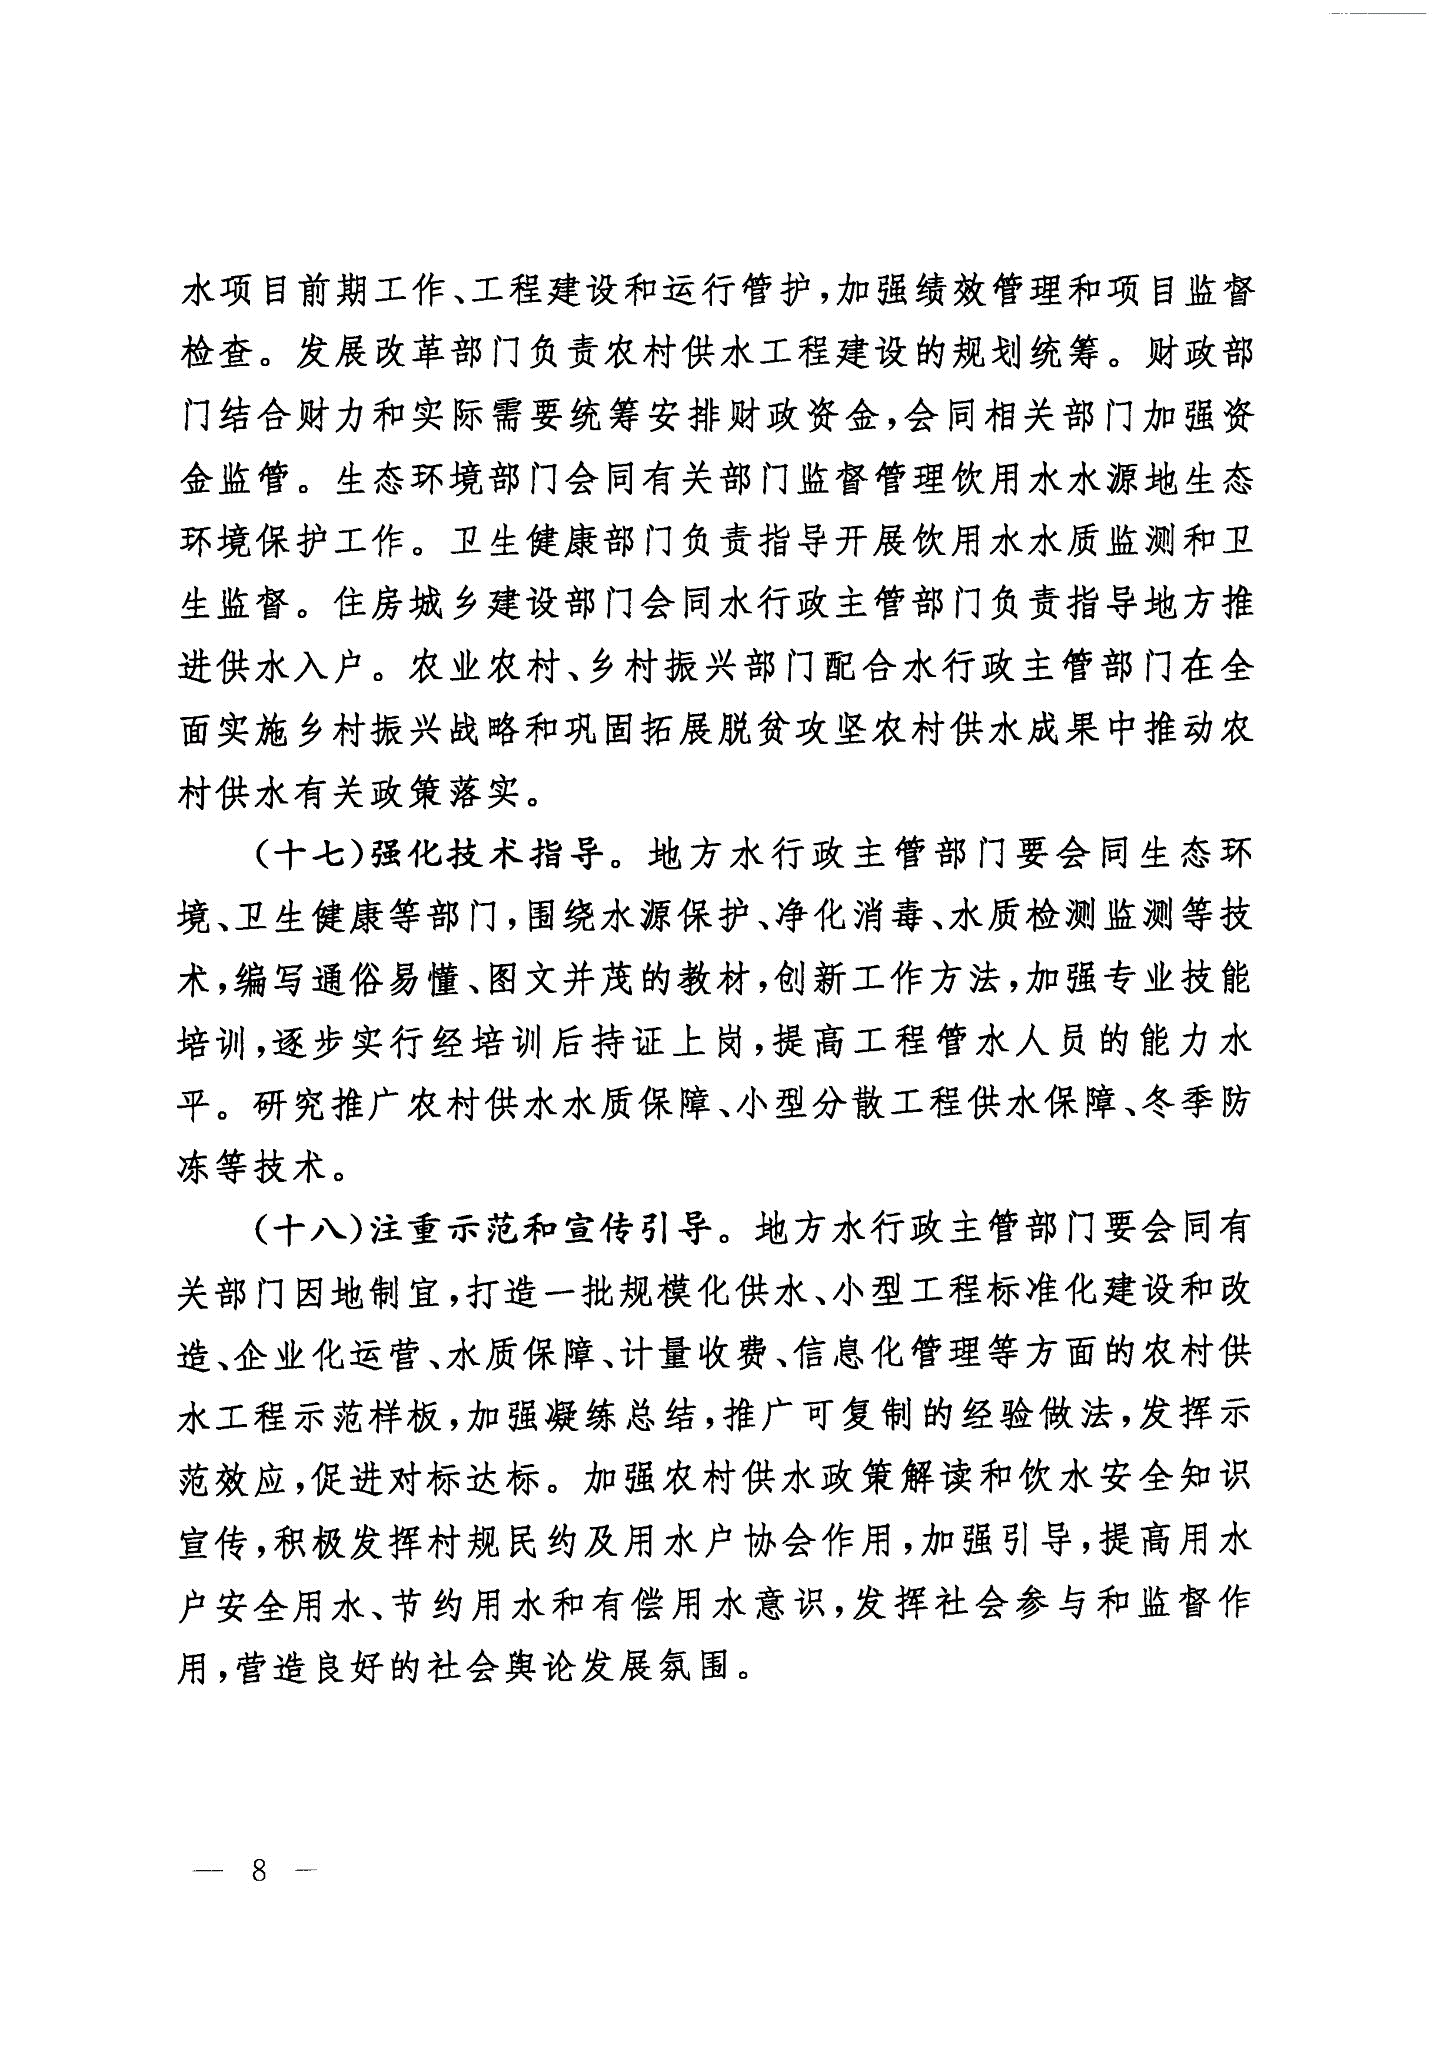 水项目前期工作、工程建设和运行管护,加强绩效管理和项目监督
检查。发展改革部门负责农村供水工程建设的规划统筹。财政部
门结合财力和实际需要统筹安排财政资金,会同相关部门加强资
金监管。生态环境部门会同有关部门监督管理饮用水水源地生态
环境保护工作。卫生健康部门负责指导开展饮用水水质监测和卫
生监督。住房城乡建设部门会同水行政主管部门负责指导地方推
进供水入户。农业农村、乡村振兴部门配合水行政主管部门在全
面实施乡村振兴战略和巩固拓展脱贫攻坚农村供水成果中推动农
村供水有关政策落实。
(十七)强化技术指导。地方水行政主管部门要会同生态环
境、卫生健康等部门,围绕水源保护、净化消毒、水质检测监测等技
术,编写通俗易懂、图文并茂的教材,创新工作方法,加强专业技能
培训,逐步实行经培训后持证上岗,提高工程管水人员的能力水
平。研究推广农村供水水质保障、小型分散工程供水保障、冬季防
冻等技术。
(十八)注重示范和宣传引导。地方水行政主管部门要会同有
关部门因地制宜,打造一批规模化供水、小型工程标准化建设和改
造、企业化运营、水质保障、计量收费、信息化管理等方面的农村供
水工程示范样板,加强凝练总结,推广可复制的经验做法,发挥示
范效应,促进对标达标。加强农村供水政策解读和饮水安全知识
宣传,积极发挥村规民约及用水户协会作用,加强引导,提高用水
户安全用水、节约用水和有偿用水意识,发挥社会参与和监督作
用,营造良好的社会舆论发展氛围。
— 8 —